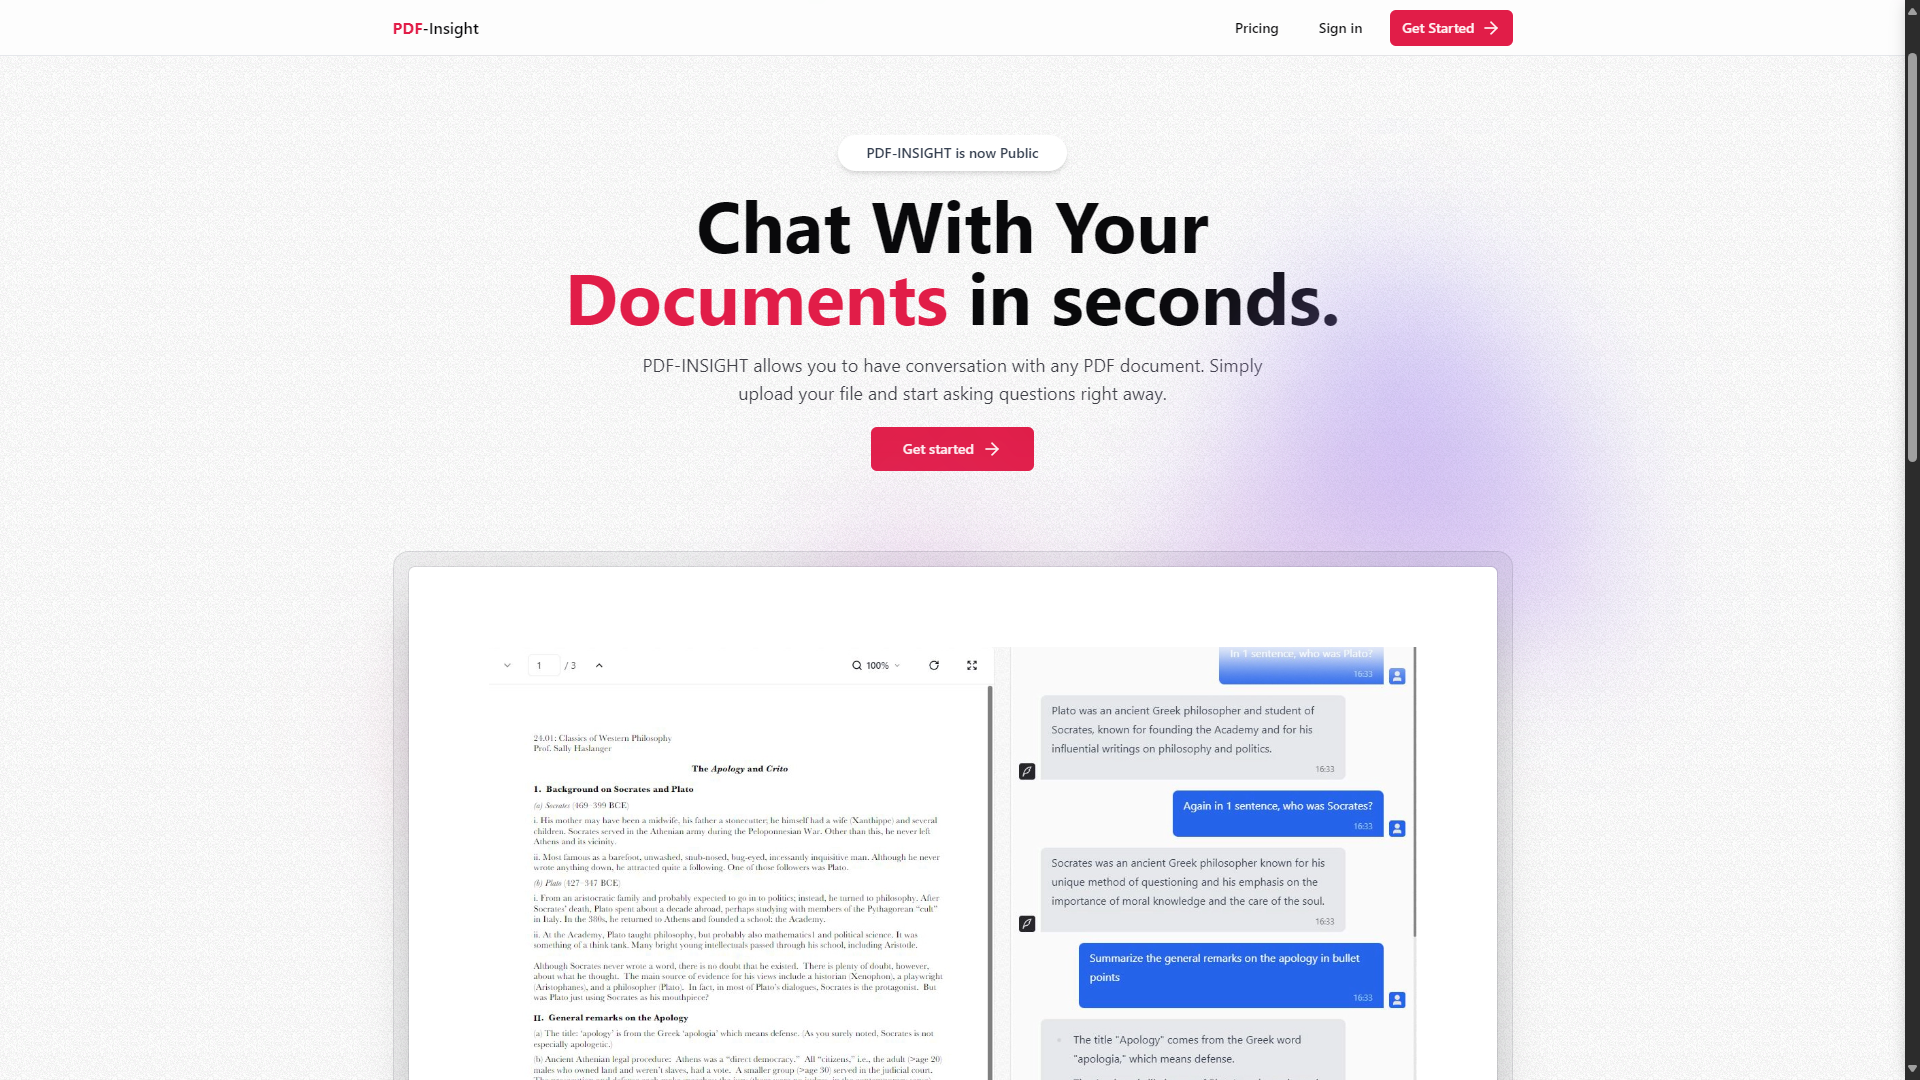 PDF-Insight
Pricing
Sign in
Get Started
PDF-INSIGHT is now Public
Chat With Your
Documents in seconds.
PDF-INSIGHT allows you to have conversation with any PDF document. Simply
upload your file and start asking questions right away.
Get started
1 / 3
100%
24.01: Classics of Western Philosophy
Prof. Sally Haslanger
The Apology and Crito
I. Background on Socrates and Plato
(a) Socrates (469-399 BCE)
i. His mother may have been a midwife, his father a stonecutter; he himself had a wife (Xanthippe) and several
children. Socrates served in the Athenian army during the Peloponnesian War. Other than this, he never left
Athens and its vicinity.
ii. Most famous as a barefoot, unwashed, snub-nosed, bug-eyed, incessantly inquisitive man. Although he never
wrote anything down, he attracted quite a following. One of those followers was Plato.
(b) Plato (427-347 BCE)
i. From an aristocratic family and probably expected to go in to politics; instead, he turned to philosophy. After
Socrates' death, Plato spent about a decade abroad, perhaps studying with members of the Pythagorean "cult"
in Italy. In the 380s, he returned to Athens and founded a school: the Academy.
ii. At the Academy, Plato taught philosophy, but probably also mathematics1 and political science. It was
something of a think tank. Many bright young intellectuals passed through his school, including Aristotle.
Although Socrates never wrote a word, there is no doubt that he existed. There is plenty of doubt, however,
about what he thought. The main source of evidence for his views include a historian (Xenophon), a playwright
(Aristophanes), and a philosopher (Plato). In fact, in most of Plato's dialogues, Socrates is the protagonist. But
was Plato just using Socrates as his mouthpiece?
II. General remarks on the Apology
(a) The title: 'apology' is from the Greek 'apologia' which means defense. (As you surely noted, Socrates is not
especially apologetic.)
(b) Ancient Athenian legal procedure: Athens was a "direct democracy." All "citizens," i.e., the adult (>age 20)
males who owned land and weren't slaves, had a vote. A smaller group (>age 30) served in the judicial court.
In 1 sentence, who was Plato?
16:33
Plato was an ancient Greek philosopher and student of
Socrates, known for founding the Academy and for his
influential writings on philosophy and politics.
16:33
Again in 1 sentence, who was Socrates?
16:33
Socrates was an ancient Greek philosopher known for his
unique method of questioning and his emphasis on the
importance of moral knowledge and the care of the soul.
16:33
Summarize the general remarks on the apology in bullet
points
16:33
The title "Apology" comes from the Greek word
"apologia," which means defense.